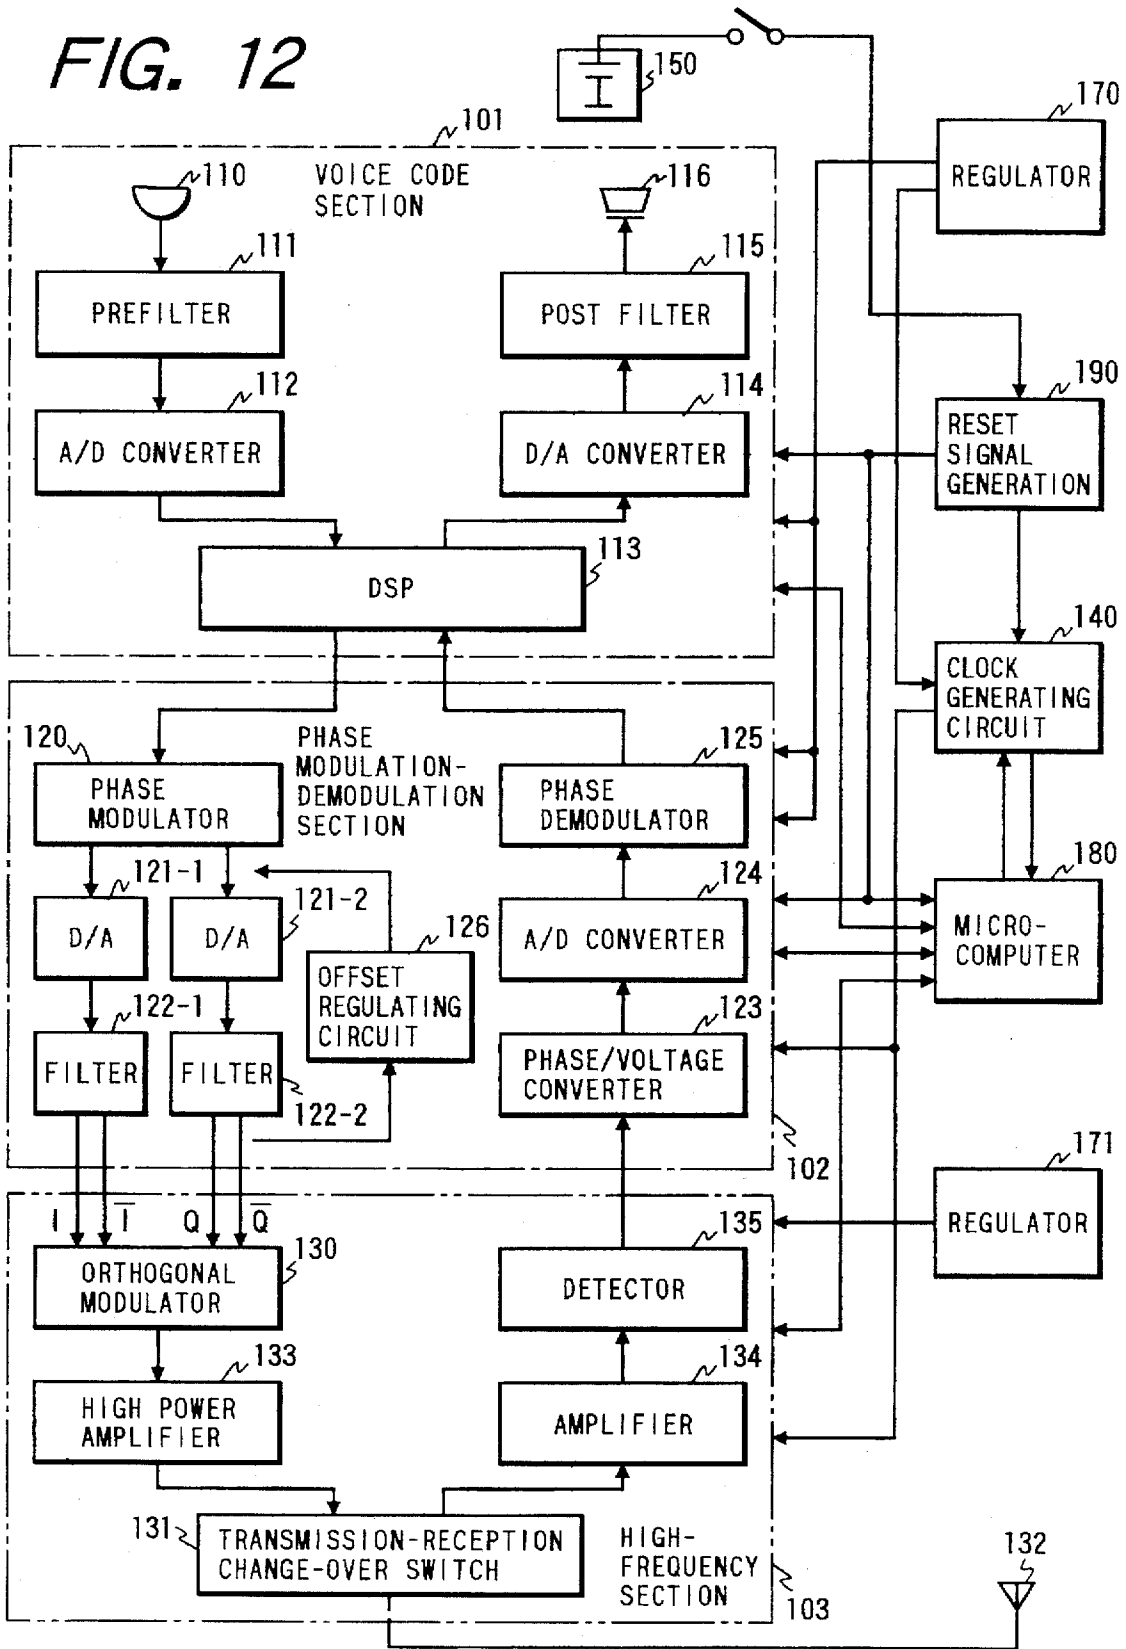 FIG. 12
150
170
REGULATOR
101
VOICE CODE
SECTION
110
116
111
PREFILTER
115
POST FILTER
112
A/D CONVERTER
114
D/A CONVERTER
190
RESET
SIGNAL
GENERATION
113
DSP
140
CLOCK
GENERATING
CIRCUIT
120
PHASE
MODULATOR
PHASE
MODULATION-
DEMODULATION
SECTION
125
PHASE
DEMODULATOR
121-1
D/A
121-2
D/A
126
OFFSET
REGULATING
CIRCUIT
124
A/D CONVERTER
180
MICRO-
COMPUTER
122-1
FILTER
FILTER
122-2
123
PHASE/VOLTAGE
CONVERTER
102
171
REGULATOR
I
I̅
Q
Q̅
130
ORTHOGONAL
MODULATOR
135
DETECTOR
133
HIGH POWER
AMPLIFIER
134
AMPLIFIER
131
TRANSMISSION-RECEPTION
CHANGE-OVER SWITCH
HIGH-
FREQUENCY
SECTION
103
132